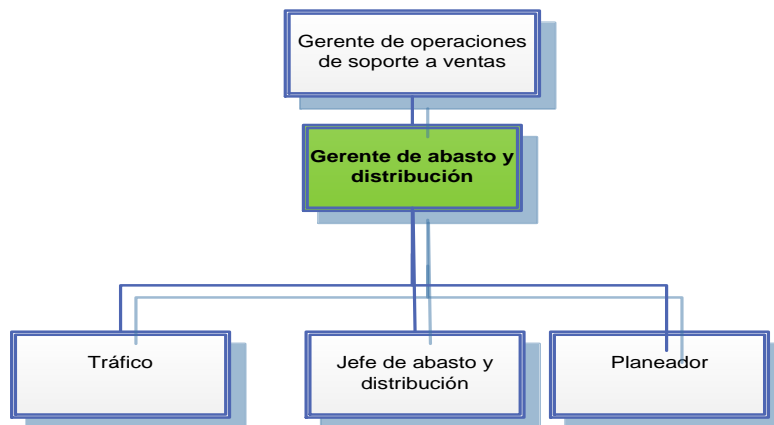 Gerente de operaciones
de soporte a ventas
Gerente de abasto y
distribución
Tráfico
Jefe de abasto y
distribución
Planeador